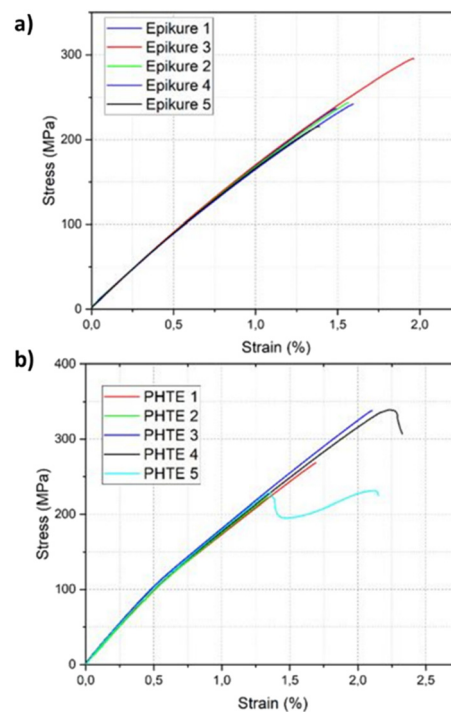 a)
Epikure 1
Epikure 3
Epikure 2
Epikure 4
Epikure 5
300
200
100
0
Stress (MPa)
0,0 0,5 1,0 1,5 2,0
Strain (%)
b)
PHTE 1
PHTE 2
PHTE 3
PHTE 4
PHTE 5
400
300
200
100
0
Stress (MPa)
0,0 0,5 1,0 1,5 2,0 2,5
Strain (%)